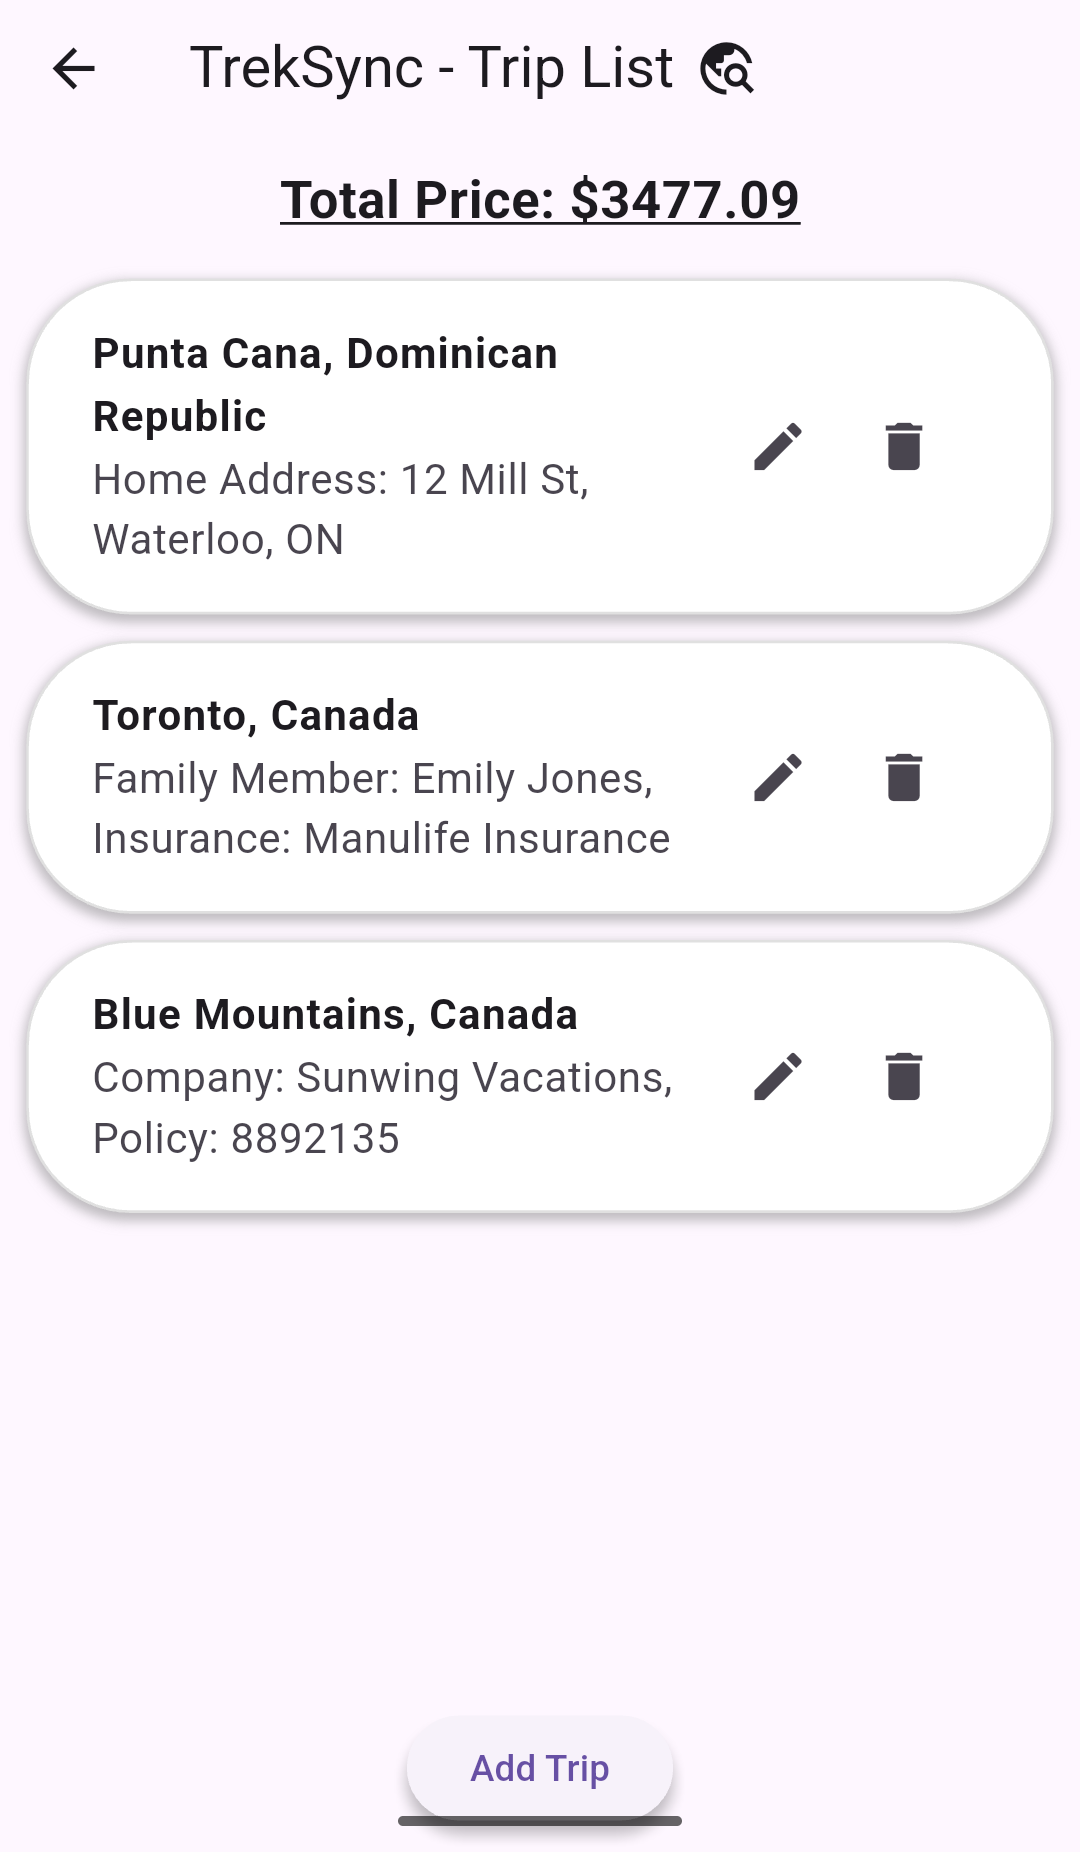 TrekSync - Trip List
Total Price: $3477.09
Punta Cana, Dominican
Republic
Home Address: 12 Mill St,
Waterloo, ON
Toronto, Canada
Family Member: Emily Jones,
Insurance: Manulife Insurance
Blue Mountains, Canada
Company: Sunwing Vacations,
Policy: 8892135
Add Trip